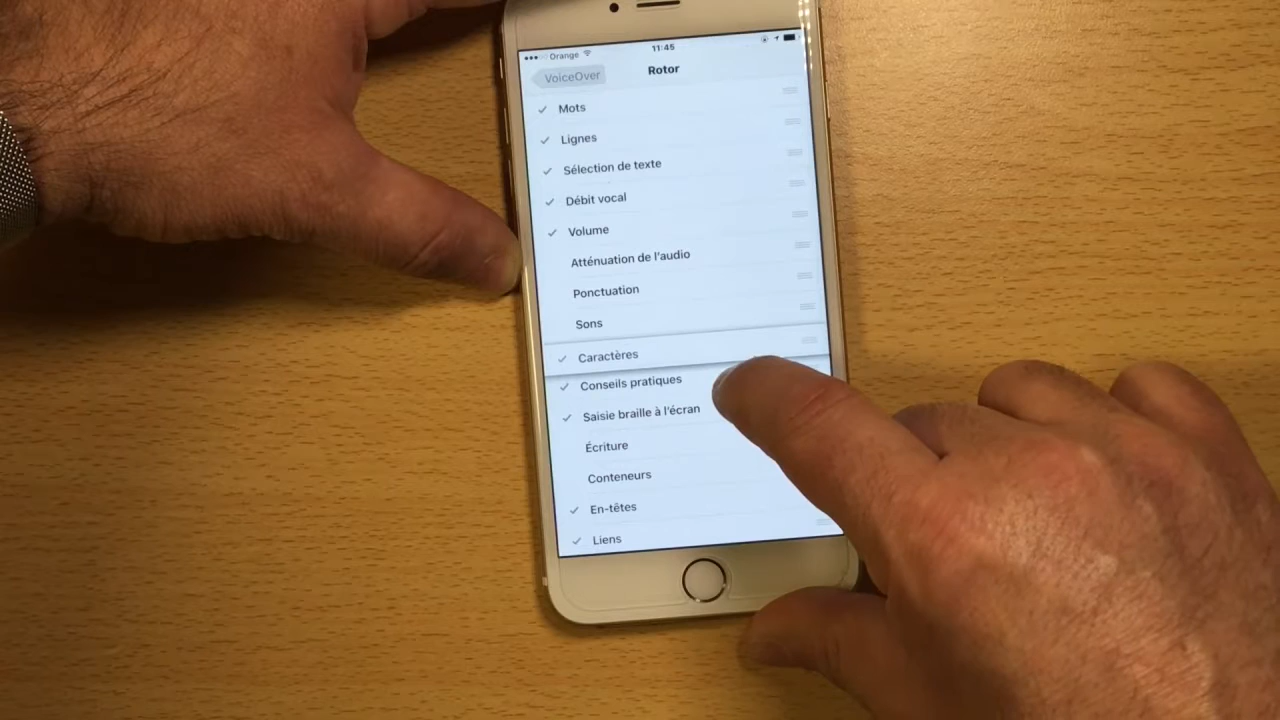 Orange 11:45
VoiceOver Rotor
Mots
Lignes
Sélection de texte
Débit vocal
Volume
Atténuation de l'audio
Ponctuation
Sons
Caractères
Conseils pratiques
Saisie braille à l'écran
Écriture
Conteneurs
En-têtes
Liens